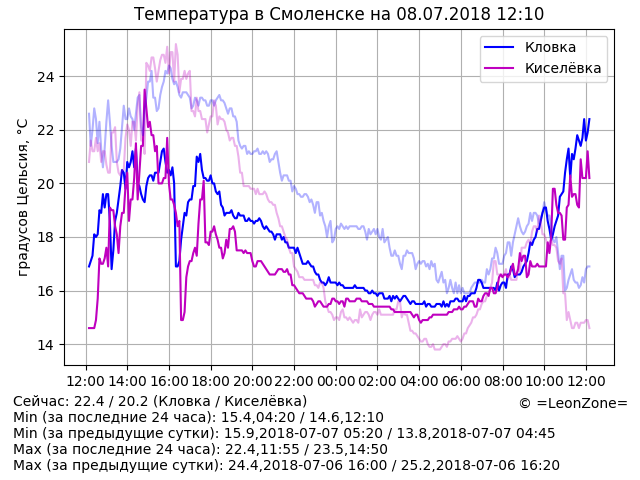 Температура в Смоленске на 08.07.2018 12:10
Кловка
Киселёвка
градусов Цельсия, °C
24
22
20
18
16
14
12:00 14:00 16:00 18:00 20:00 22:00 00:00 02:00 04:00 06:00 08:00 10:00 12:00
Сейчас: 22.4 / 20.2 (Кловка / Киселёвка)
© =LeonZone=
Min (за последние 24 часа): 15.4,04:20 / 14.6,12:10
Min (за предыдущие сутки): 15.9,2018-07-07 05:20 / 13.8,2018-07-07 04:45
Max (за последние 24 часа): 22.4,11:55 / 23.5,14:50
Max (за предыдущие сутки): 24.4,2018-07-06 16:00 / 25.2,2018-07-06 16:20